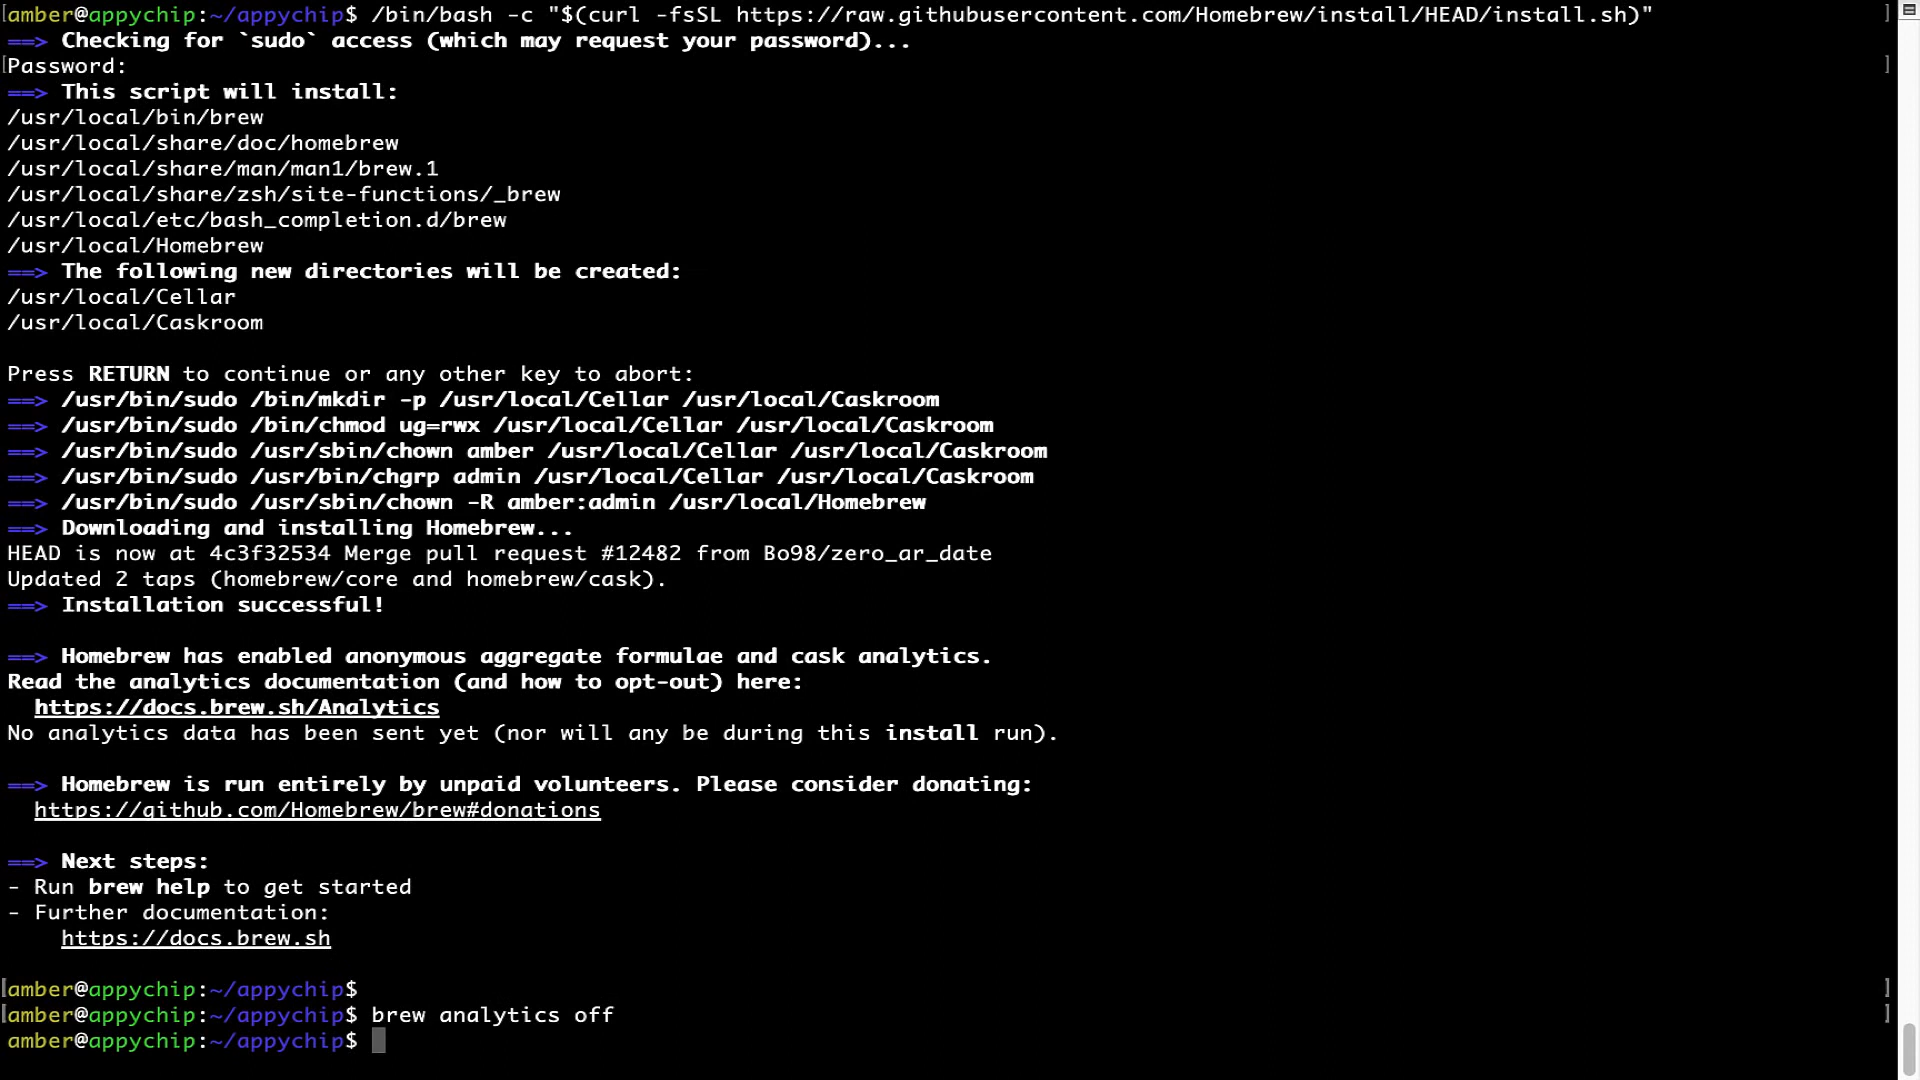 amber@appychip:~/appychip$ /bin/bash -c "$(curl -fsSL https://raw.githubusercontent.com/Homebrew/install/HEAD/install.sh)"
==> Checking for `sudo` access (which may request your password)...
Password:
==> This script will install:
/usr/local/bin/brew
/usr/local/share/doc/homebrew
/usr/local/share/man/man1/brew.1
/usr/local/share/zsh/site-functions/_brew
/usr/local/etc/bash_completion.d/brew
/usr/local/Homebrew
==> The following new directories will be created:
/usr/local/Cellar
/usr/local/Caskroom
Press RETURN to continue or any other key to abort:
==> /usr/bin/sudo /bin/mkdir -p /usr/local/Cellar /usr/local/Caskroom
==> /usr/bin/sudo /bin/chmod ug=rwx /usr/local/Cellar /usr/local/Caskroom
==> /usr/bin/sudo /usr/sbin/chown amber /usr/local/Cellar /usr/local/Caskroom
==> /usr/bin/sudo /usr/bin/chgrp admin /usr/local/Cellar /usr/local/Caskroom
==> /usr/bin/sudo /usr/sbin/chown -R amber:admin /usr/local/Homebrew
==> Downloading and installing Homebrew...
HEAD is now at 4c3f32534 Merge pull request #12482 from Bo98/zero_ar_date
Updated 2 taps (homebrew/core and homebrew/cask).
==> Installation successful!
==> Homebrew has enabled anonymous aggregate formulae and cask analytics.
Read the analytics documentation (and how to opt-out) here:
https://docs.brew.sh/Analytics
No analytics data has been sent yet (nor will any be during this install run).
==> Homebrew is run entirely by unpaid volunteers. Please consider donating:
https://github.com/Homebrew/brew#donations
==> Next steps:
- Run brew help to get started
- Further documentation:
https://docs.brew.sh
amber@appychip:~/appychip$
amber@appychip:~/appychip$ brew analytics off
amber@appychip:~/appychip$